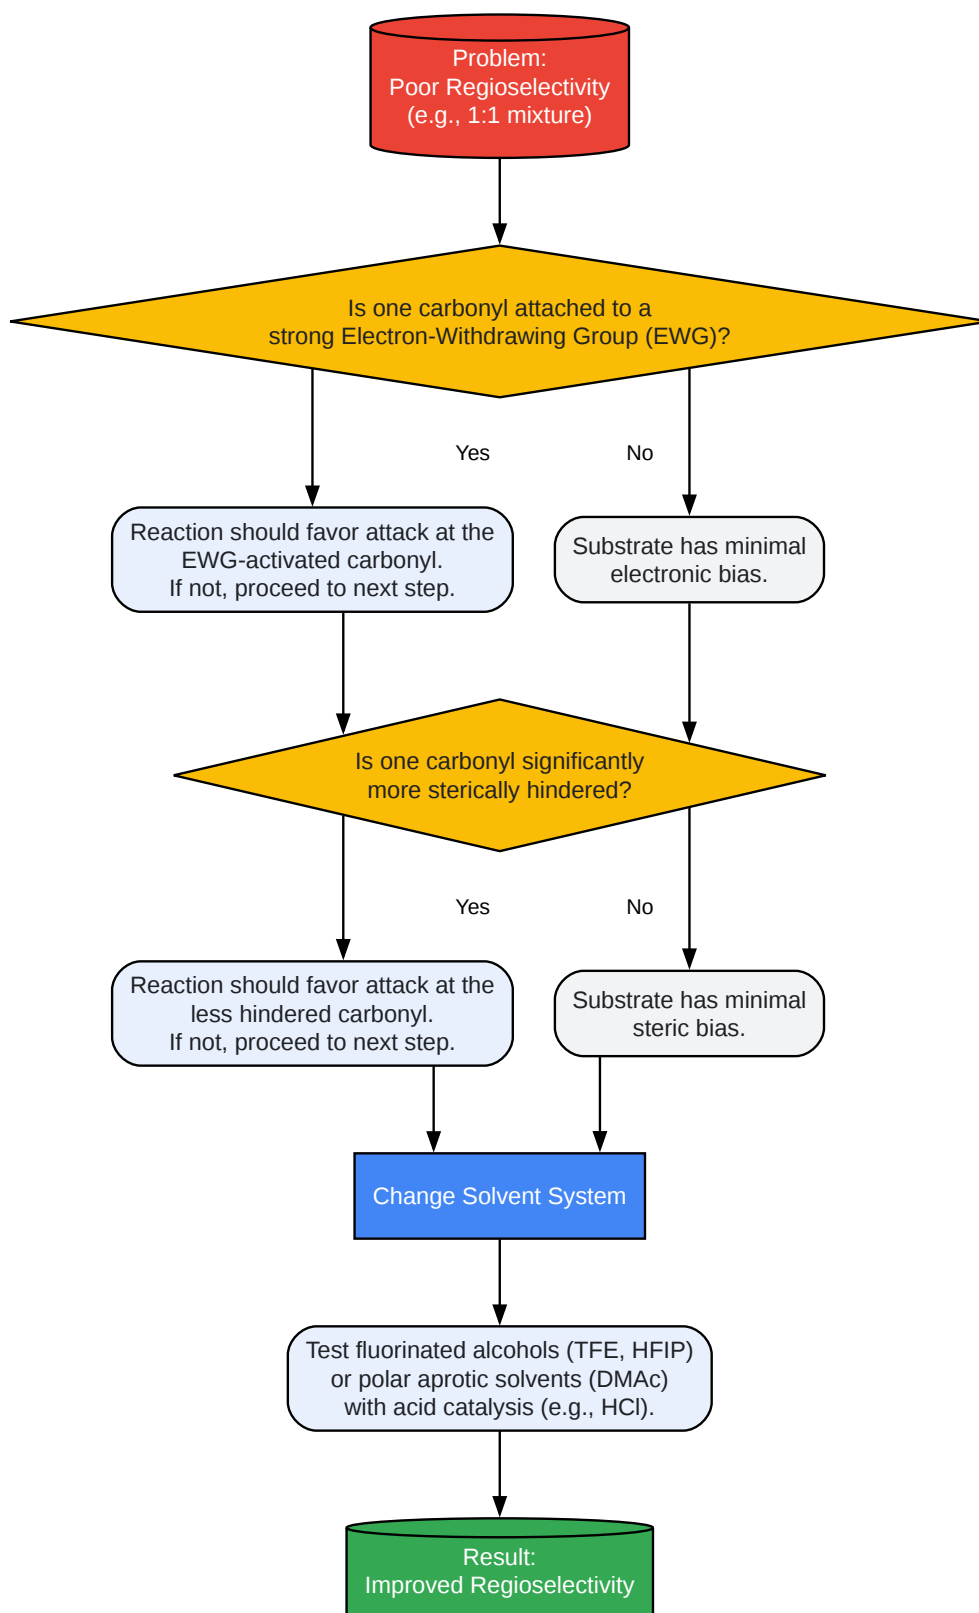 Problem:
Poor Regioselectivity
(e.g., 1:1 mixture)
Is one carbonyl attached to a
strong Electron-Withdrawing Group (EWG)?
Yes
No
Reaction should favor attack at the
EWG-activated carbonyl.
If not, proceed to next step.
Substrate has minimal
electronic bias.
Is one carbonyl significantly
more sterically hindered?
Yes
No
Reaction should favor attack at the
less hindered carbonyl.
If not, proceed to next step.
Substrate has minimal
steric bias.
Change Solvent System
Test fluorinated alcohols (TFE, HFIP)
or polar aprotic solvents (DMAc)
with acid catalysis (e.g., HCl).
Result:
Improved Regioselectivity